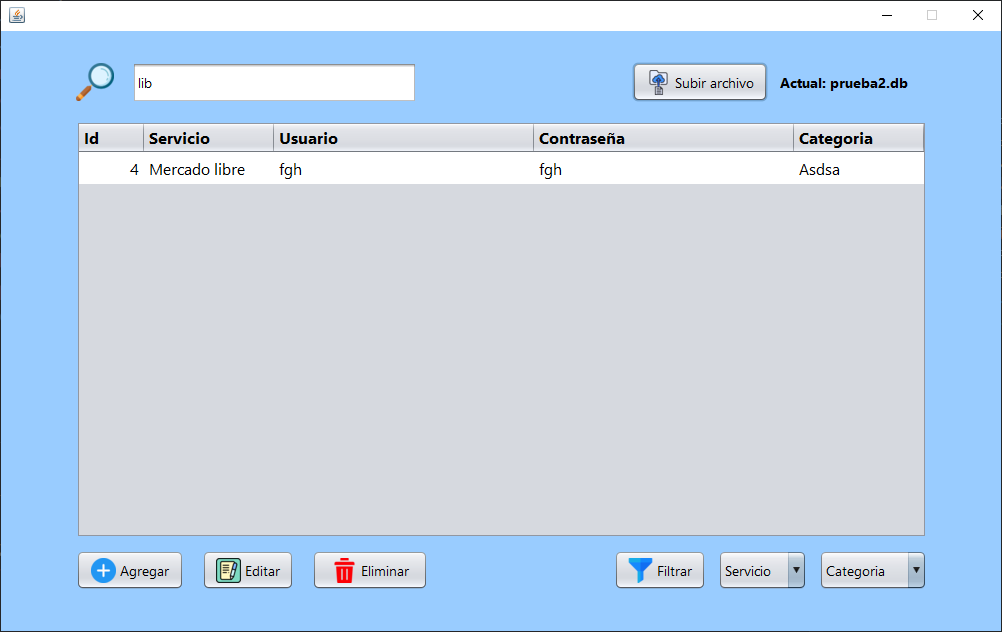 lib
Subir archivo
Actual: prueba2.db
Id Servicio Usuario Contraseña Categoria
4 Mercado libre fgh fgh Asdsa
Agregar Editar Eliminar Filtrar Servicio Categoria